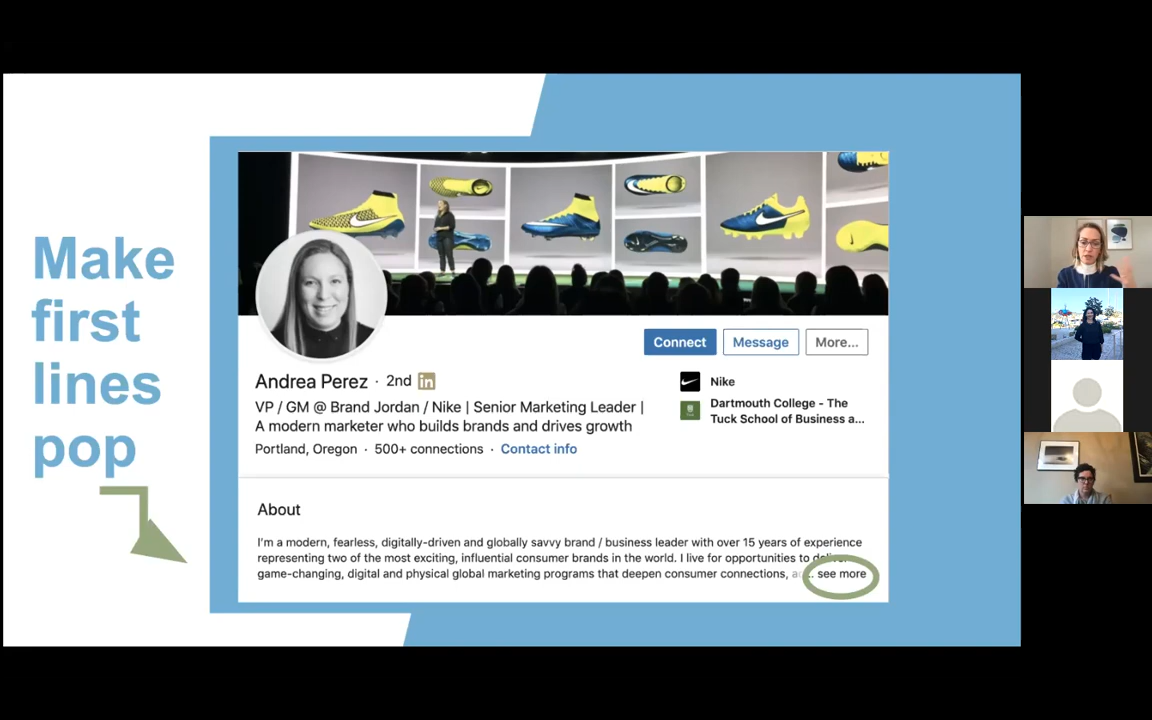 Make
first
lines
pop
Connect
Message
More...
Andrea Perez · 2nd in
Nike
VP / GM @ Brand Jordan / Nike | Senior Marketing Leader |
A modern marketer who builds brands and drives growth
Dartmouth College - The
Tuck School of Business a...
Portland, Oregon · 500+ connections · Contact info
About
I'm a modern, fearless, digitally-driven and globally savvy brand / business leader with over 15 years of experience
representing two of the most exciting, influential consumer brands in the world. I live for opportunities to deliver
game-changing, digital and physical global marketing programs that deepen consumer connections, ... see more